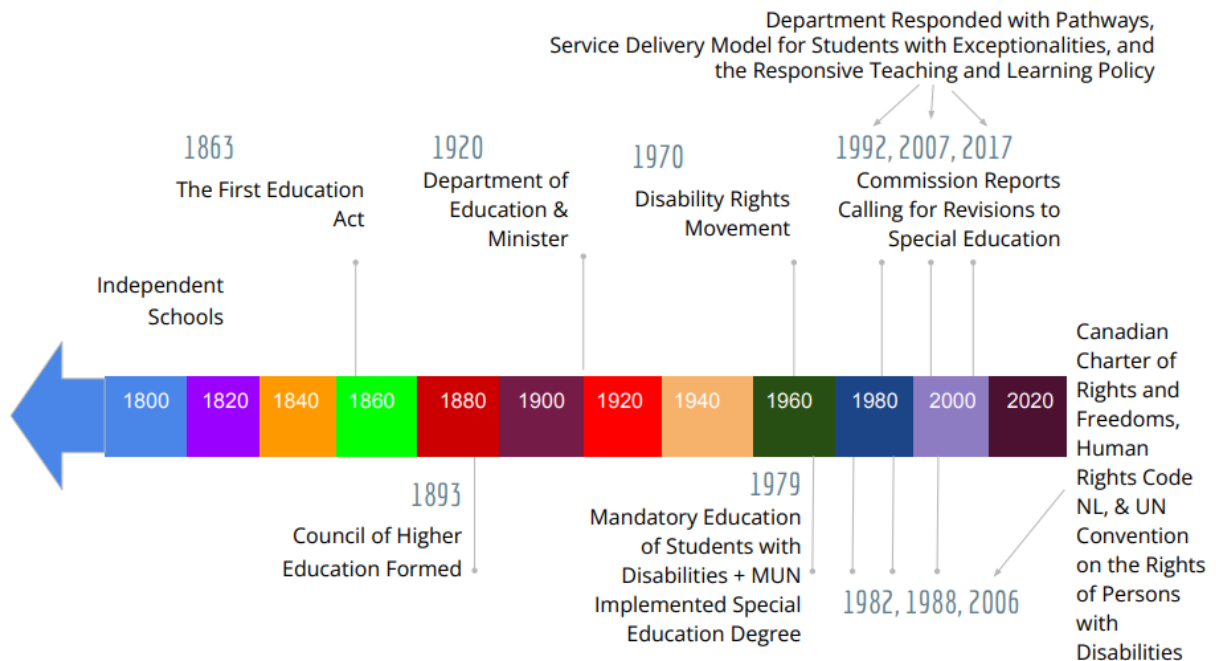 Department Responded with Pathways,
Service Delivery Model for Students with Exceptionalities, and
the Responsive Teaching and Learning Policy
1863
The First Education
Act
1920
Department of
Education &
Minister
1970
Disability Rights
Movement
1992, 2007, 2017
Commission Reports
Calling for Revisions to
Special Education
Independent
Schools
1800
1820
1840
1860
1880
1900
1920
1940
1960
1980
2000
2020
1893
Council of Higher
Education Formed
1979
Mandatory Education
of Students with
Disabilities + MUN
Implemented Special
Education Degree
1982, 1988, 2006
Canadian
Charter of
Rights and
Freedoms,
Human
Rights Code
NL, & UN
Convention
on the Rights
of Persons
with
Disabilities